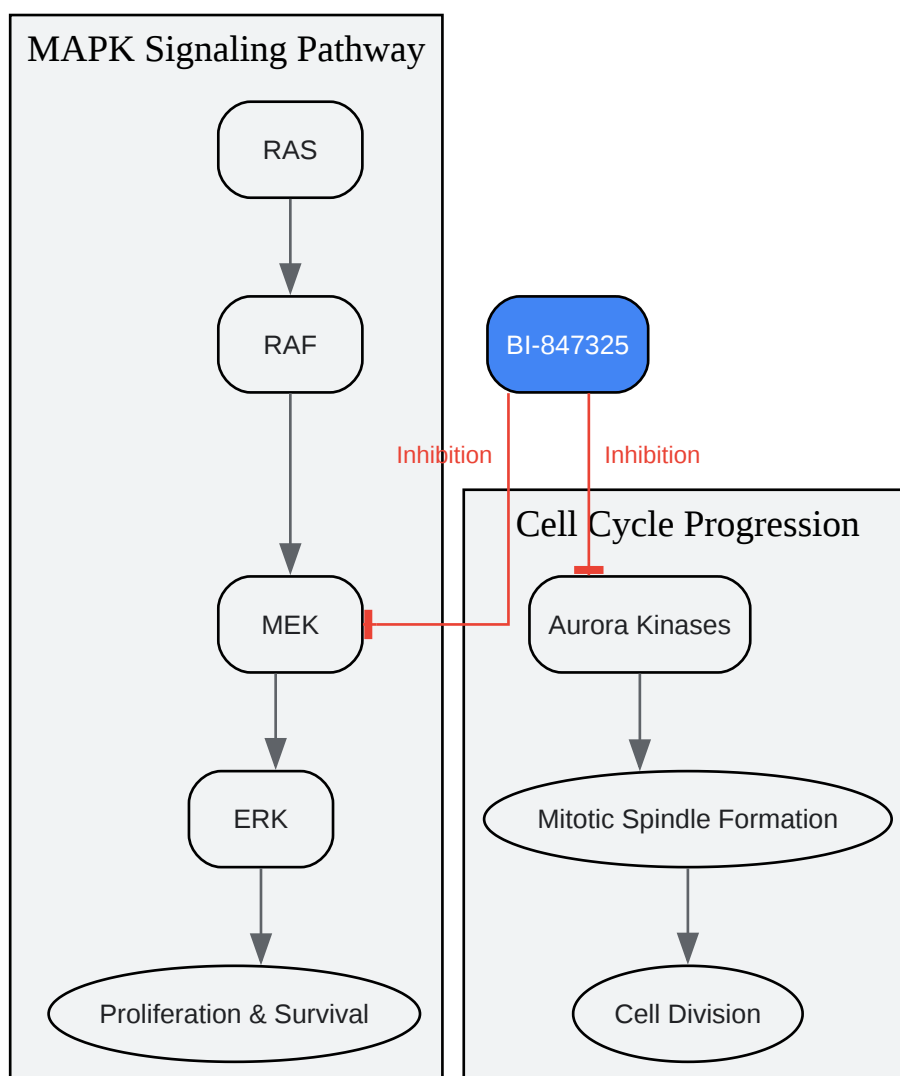 MAPK Signaling Pathway
RAS
RAF
BI-847325
Inhibition
Inhibition
Cell Cycle Progression
MEK
Aurora Kinases
ERK
Mitotic Spindle Formation
Proliferation & Survival
Cell Division